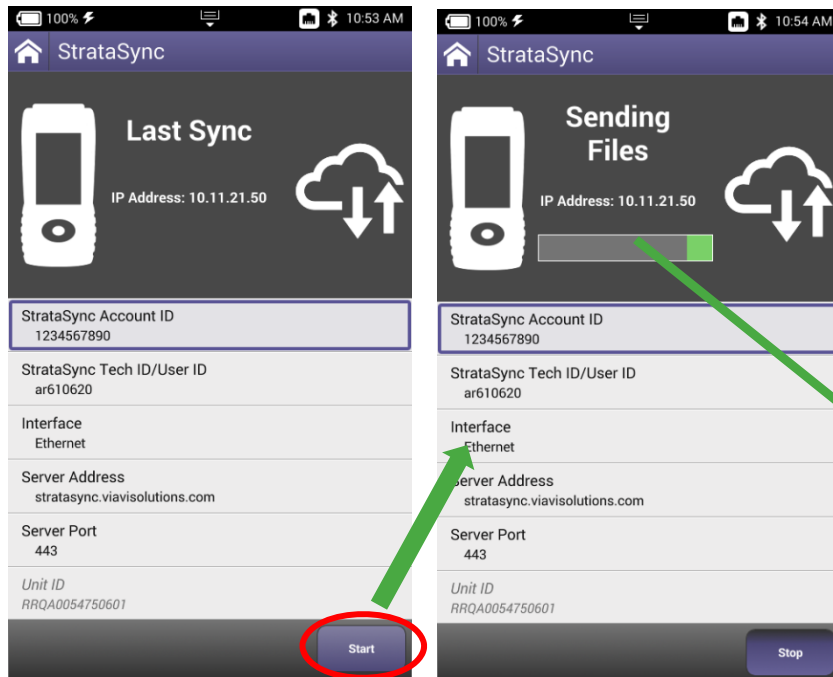 100% 10:53 AM
StrataSync
Last Sync
IP Address: 10.11.21.50
StrataSync Account ID
1234567890
StrataSync Tech ID/User ID
ar610620
Interface
Ethernet
Server Address
stratasync.viavisolutions.com
Server Port
443
Unit ID
RRQA0054750601
Start
100% 10:54 AM
StrataSync
Sending
Files
IP Address: 10.11.21.50
StrataSync Account ID
1234567890
StrataSync Tech ID/User ID
ar610620
Interface
Ethernet
Server Address
stratasync.viavisolutions.com
Server Port
443
Unit ID
RRQA0054750601
Stop